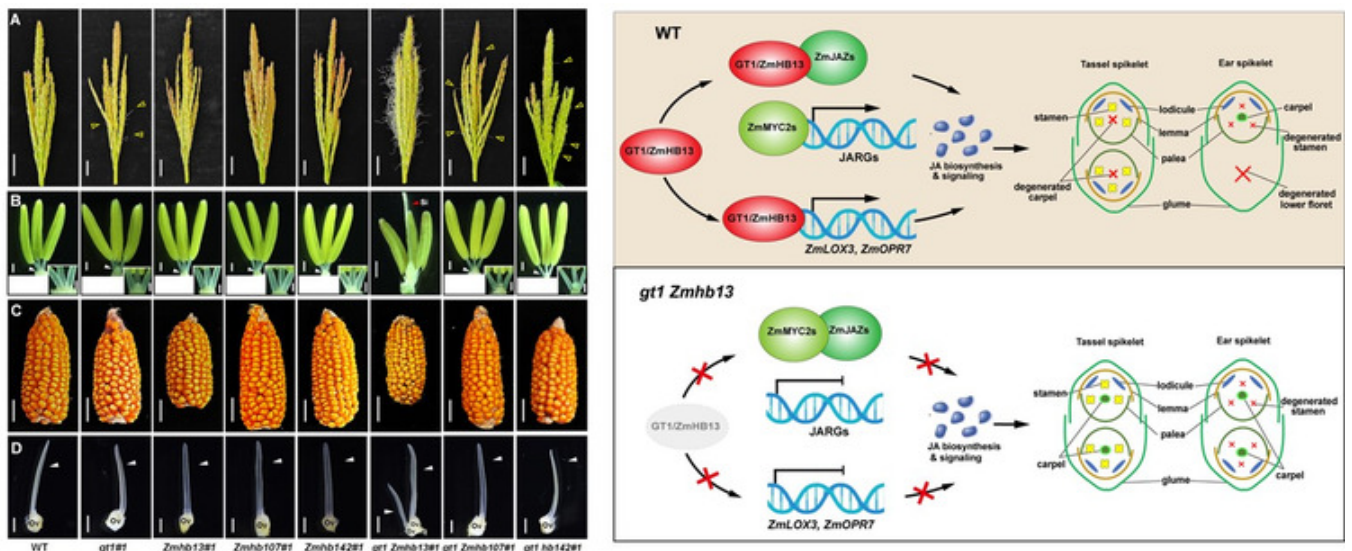 A
B
Si
C
D
Ov
Ov
Ov
Ov
Ov
Ov
Ov
Ov
Ov
WT
gt1#1
Zmhb13#1
Zmhb107#1
Zmhb142#1
gt1 Zmhb13#1
gt1 Zmhb107#1
gt1 hb142#1
WT
GT1/ZmHB13
GT1/ZmHB13
ZmJAZs
ZmMYC2s
JARGs
GT1/ZmHB13
ZmLOX3, ZmOPR7
JA biosynthesis
& signaling
Tassel spikelet
Ear spikelet
stamen
lodicule
lemma
palea
carpel
degenerated
stamen
degenerated
carpel
glume
degenerated
lower floret
gt1 Zmhb13
GT1/ZmHB13
ZmMYC2s
ZmJAZs
JARGs
ZmLOX3, ZmOPR7
JA biosynthesis
& signaling
Tassel spikelet
Ear spikelet
stamen
lodicule
lemma
palea
degenerated
stamen
carpel
glume
carpel